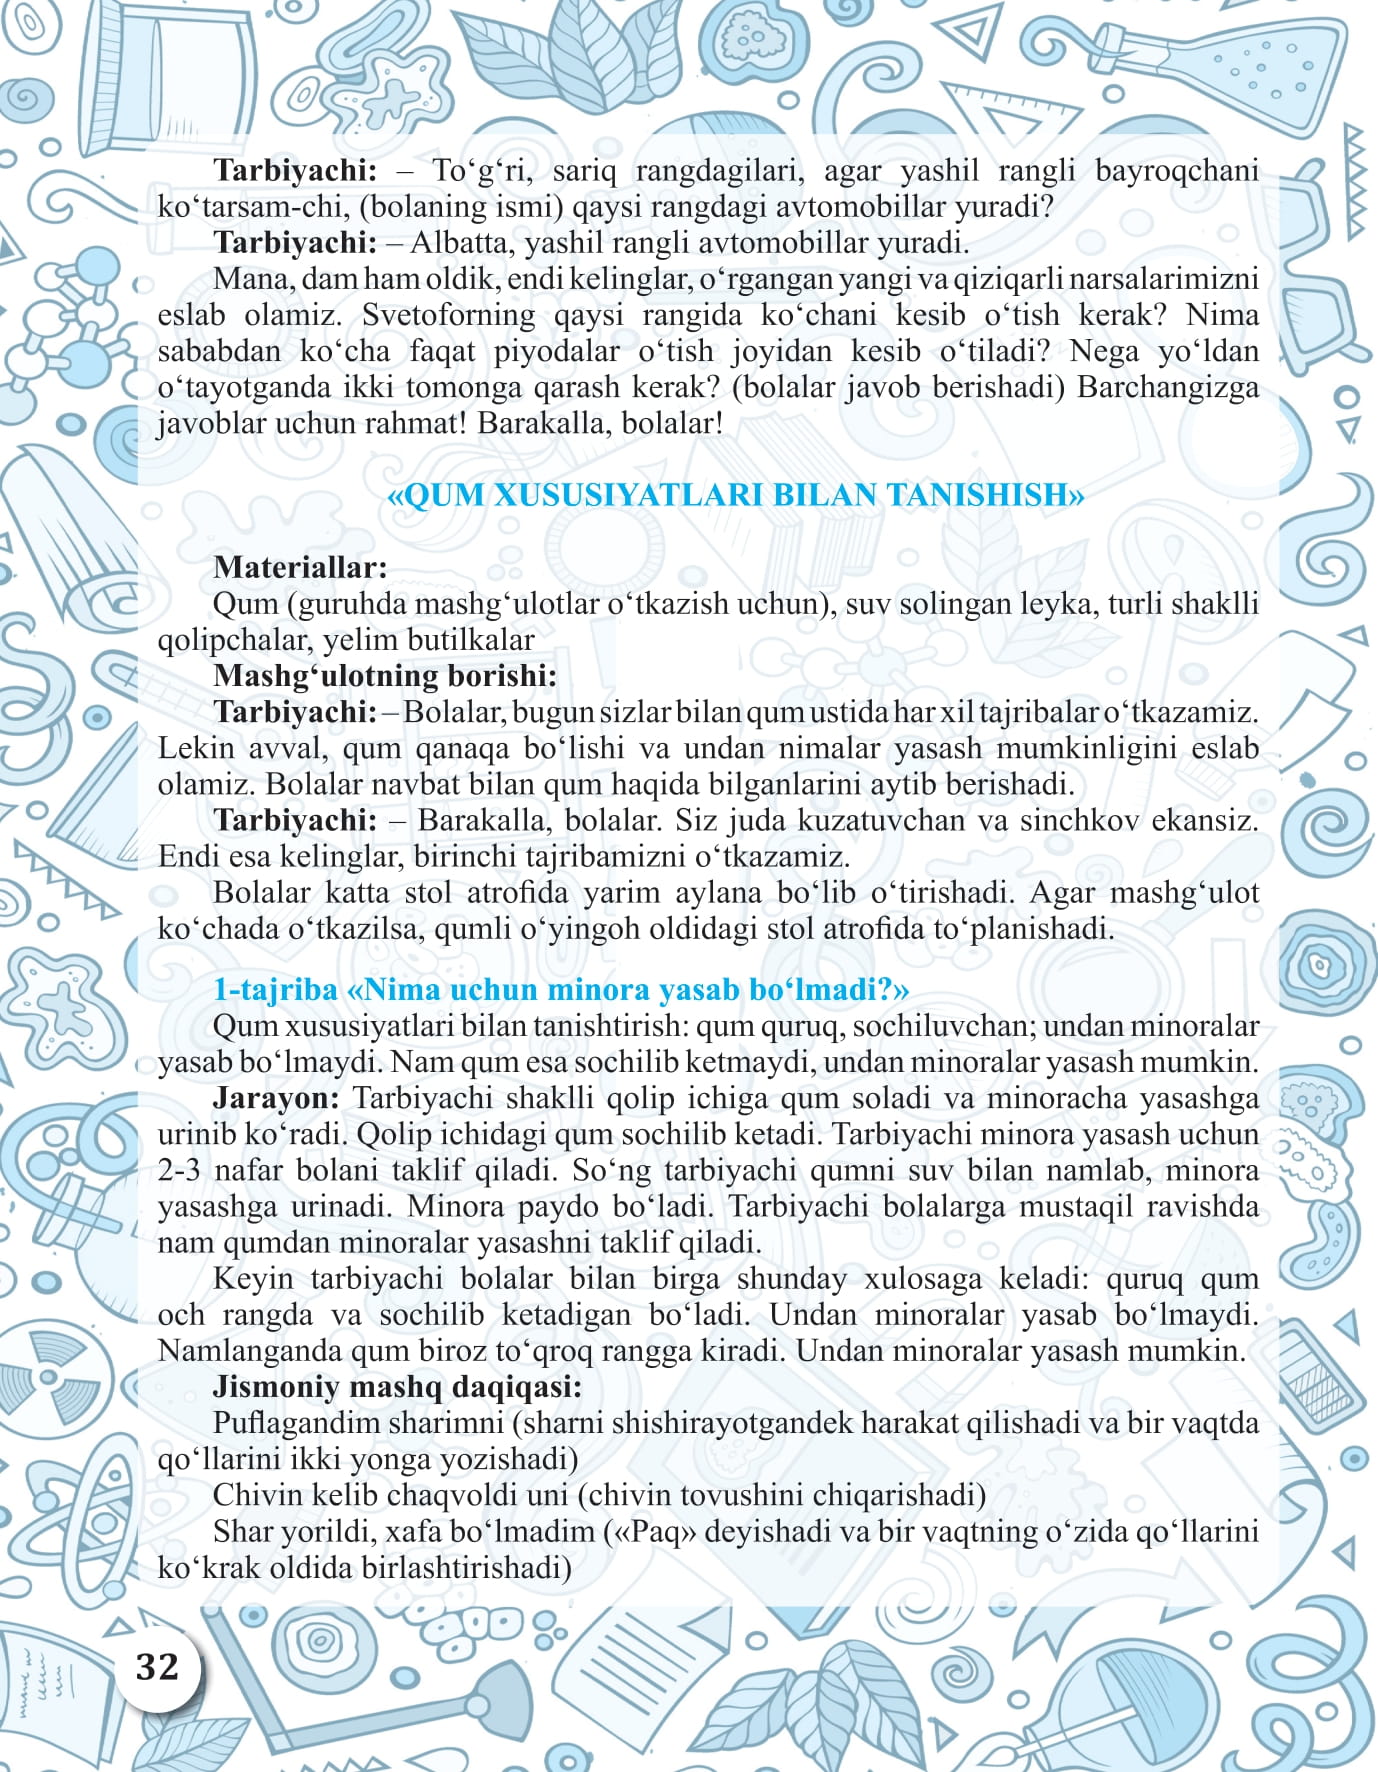 Tarbiyachi: – To‘g‘ri, sariq rangdagilari, agar yashil rangli bayroqchani
ko‘tarsam-chi, (bolaning ismi) qaysi rangdagi avtomobillar yuradi?
Tarbiyachi: – Albatta, yashil rangli avtomobillar yuradi.
Mana, dam ham oldik, endi kelinglar, o‘rgangan yangi va qiziqarli narsalarimizni
eslab olamiz. Svetoforning qaysi rangida ko‘chani kesib o‘tish kerak? Nima
sababdan ko‘cha faqat piyodalar o‘tish joyidan kesib o‘tiladi? Nega yo‘ldan
o‘tayotganda ikki tomonga qarash kerak? (bolalar javob berishadi) Barchangizga
javoblar uchun rahmat! Barakalla, bolalar!
«QUM XUSUSIYATLARI BILAN TANISHISH»
Materiallar:
Qum (guruhda mashg‘ulotlar o‘tkazish uchun), suv solingan leyka, turli shaklli
qolipchalar, yelim butilkalar
Mashg‘ulotning borishi:
Tarbiyachi: – Bolalar, bugun sizlar bilan qum ustida har xil tajribalar o‘tkazamiz.
Lekin avval, qum qanaqa bo‘lishi va undan nimalar yasash mumkinligini eslab
olamiz. Bolalar navbat bilan qum haqida bilganlarini aytib berishadi.
Tarbiyachi: – Barakalla, bolalar. Siz juda kuzatuvchan va sinchkov ekansiz.
Endi esa kelinglar, birinchi tajribamizni o‘tkazamiz.
Bolalar katta stol atrofida yarim aylana bo‘lib o‘tirishadi. Agar mashg‘ulot
ko‘chada o‘tkazilsa, qumli o‘yingoh oldidagi stol atrofida to‘planishadi.
1-tajriba «Nima uchun minora yasab bo‘lmadi?»
Qum xususiyatlari bilan tanishtirish: qum quruq, sochiluvchan; undan minoralar
yasab bo‘lmaydi. Nam qum esa sochilib ketmaydi, undan minoralar yasash mumkin.
Jarayon: Tarbiyachi shaklli qolip ichiga qum soladi va minoracha yasashga
urinib ko‘radi. Qolip ichidagi qum sochilib ketadi. Tarbiyachi minora yasash uchun
2-3 nafar bolani taklif qiladi. So‘ng tarbiyachi qumni suv bilan namlab, minora
yasashga urinadi. Minora paydo bo‘ladi. Tarbiyachi bolalarga mustaqil ravishda
nam qumdan minoralar yasashni taklif qiladi.
Keyin tarbiyachi bolalar bilan birga shunday xulosaga keladi: quruq qum
och rangda va sochilib ketadigan bo‘ladi. Undan minoralar yasab bo‘lmaydi.
Namlanganda qum biroz to‘qroq rangga kiradi. Undan minoralar yasash mumkin.
Jismoniy mashq daqiqasi:
Puflagandim sharimni (sharni shishirayotgandek harakat qilishadi va bir vaqtda
qo‘llarini ikki yonga yozishadi)
Chivin kelib chaqvoldi uni (chivin tovushini chiqarishadi)
Shar yorildi, xafa bo‘lmadim («Paq» deyishadi va bir vaqtning o‘zida qo‘llarini
ko‘krak oldida birlashtirishadi)
32